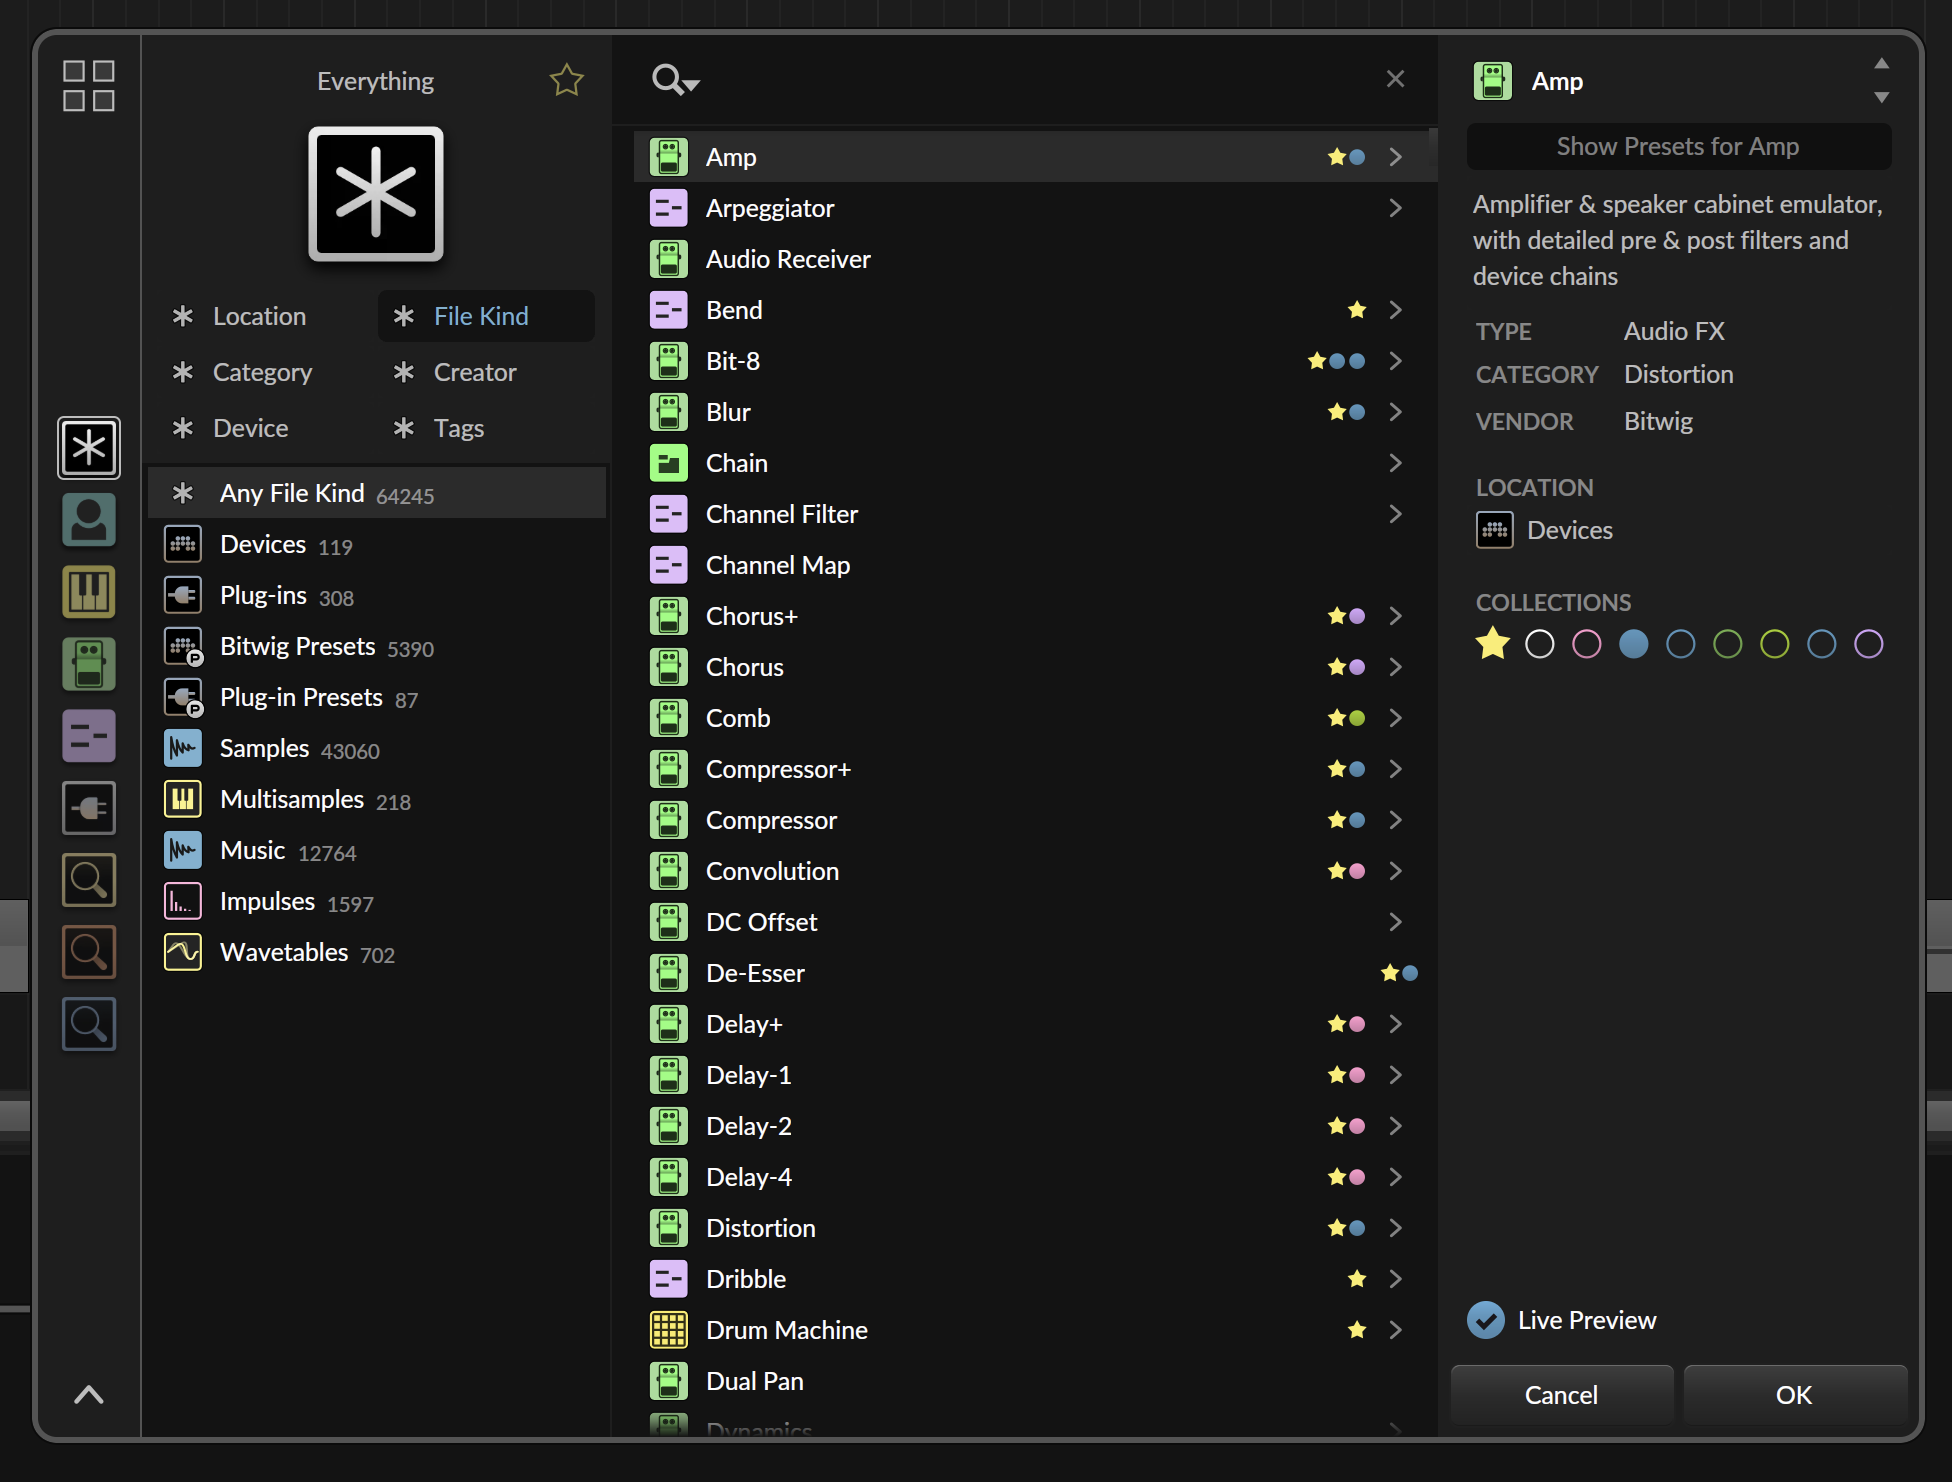 Everything
Location
File Kind
Category
Creator
Device
Tags
Any File Kind 64245
Devices 119
Plug-ins 308
Bitwig Presets 5390
Plug-in Presets 87
Samples 43060
Multisamples 218
Music 12764
Impulses 1597
Wavetables 702
Amp
Arpeggiator
Audio Receiver
Bend
Bit-8
Blur
Chain
Channel Filter
Channel Map
Chorus+
Chorus
Comb
Compressor+
Compressor
Convolution
DC Offset
De-Esser
Delay+
Delay-1
Delay-2
Delay-4
Distortion
Dribble
Drum Machine
Dual Pan
Dynamics
Amp
Show Presets for Amp
Amplifier & speaker cabinet emulator,
with detailed pre & post filters and
device chains
TYPE Audio FX
CATEGORY Distortion
VENDOR Bitwig
LOCATION
Devices
COLLECTIONS
Live Preview
Cancel
OK